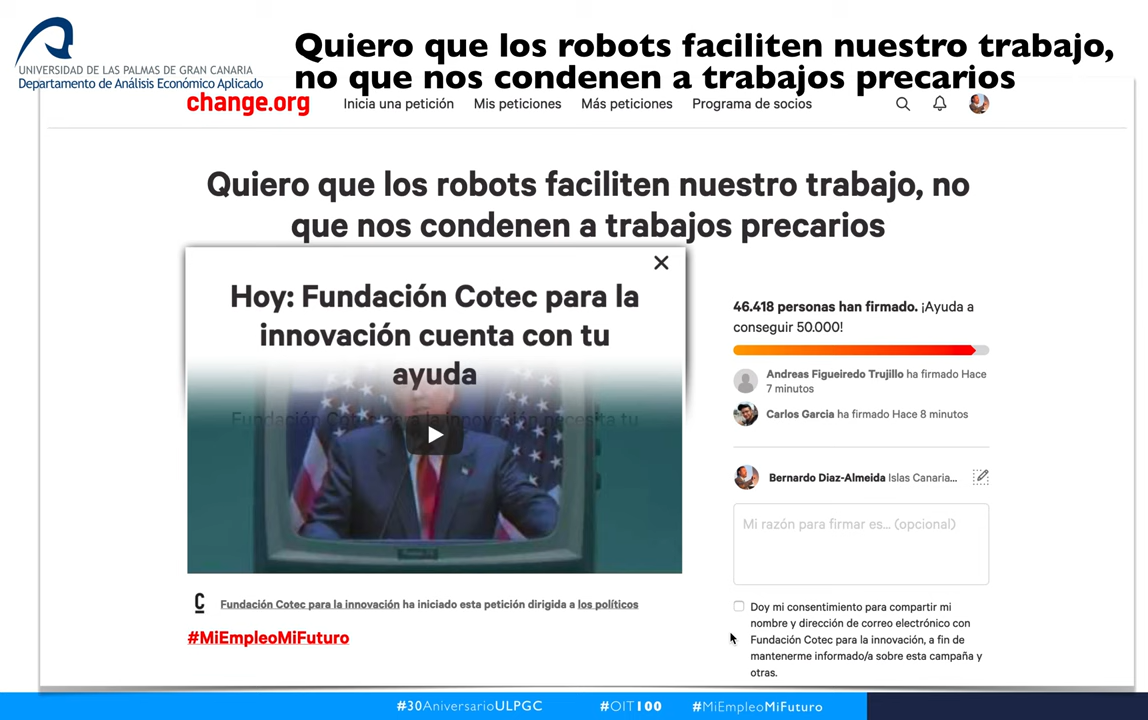 UNIVERSIDAD DE LAS PALMAS DE GRAN CANARIA
Departamento de Análisis Económico Aplicado
Quiero que los robots faciliten nuestro trabajo,
no que nos condenen a trabajos precarios
change.org
Inicia una petición
Mis peticiones
Más peticiones
Programa de socios
Quiero que los robots faciliten nuestro trabajo, no
que nos condenen a trabajos precarios
Hoy: Fundación Cotec para la
innovación cuenta con tu
ayuda
Fundación Cotec para la innovación necesita tu
46.418 personas han firmado. ¡Ayuda a
conseguir 50.000!
Andreas Figueiredo Trujillo ha firmado Hace
7 minutos
Carlos Garcia ha firmado Hace 8 minutos
Bernardo Diaz-Almeida Islas Canaria...
Mi razón para firmar es... (opcional)
Doy mi consentimiento para compartir mi
nombre y dirección de correo electrónico con
Fundación Cotec para la innovación, a fin de
mantenerme informado/a sobre esta campaña y
otras.
Fundación Cotec para la innovación ha iniciado esta petición dirigida a los políticos
#MiEmpleoMiFuturo
#30AniversarioULPGC
#OIT100
#MiEmpleoMiFuturo